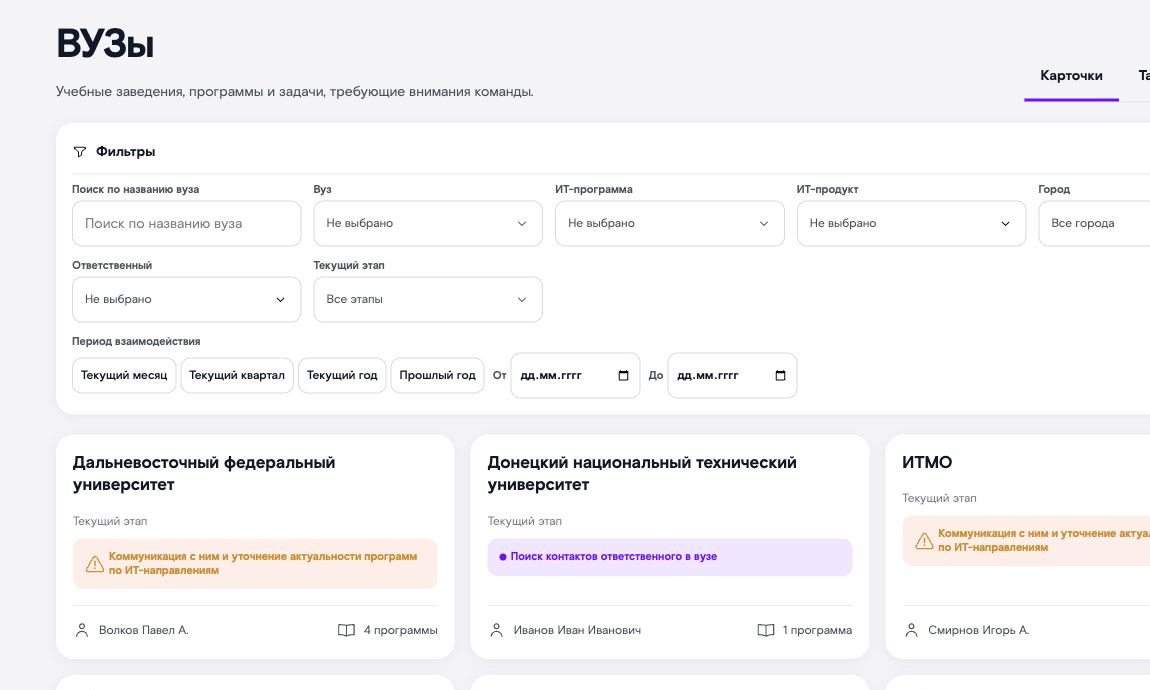 ВУЗы
Учебные заведения, программы и задачи, требующие внимания команды.
Карточки
Фильтры
Поиск по названию вуза
Вуз
ИТ-программа
ИТ-продукт
Город
Поиск по названию вуза
Не выбрано
Не выбрано
Не выбрано
Все города
Ответственный
Текущий этап
Не выбрано
Все этапы
Период взаимодействия
Текущий месяц
Текущий квартал
Текущий год
Прошлый год
От
дд.мм.гггг
До
дд.мм.гггг
Дальневосточный федеральный
университет
Текущий этап
Коммуникация с ним и уточнение актуальности программ
по ИТ-направлениям
Волков Павел А.
4 программы
Донецкий национальный технический
университет
Текущий этап
Поиск контактов ответственного в вузе
Иванов Иван Иванович
1 программа
ИТМО
Текущий этап
Коммуникация с ним и уточнение
по ИТ-направлениям
Смирнов Игорь А.